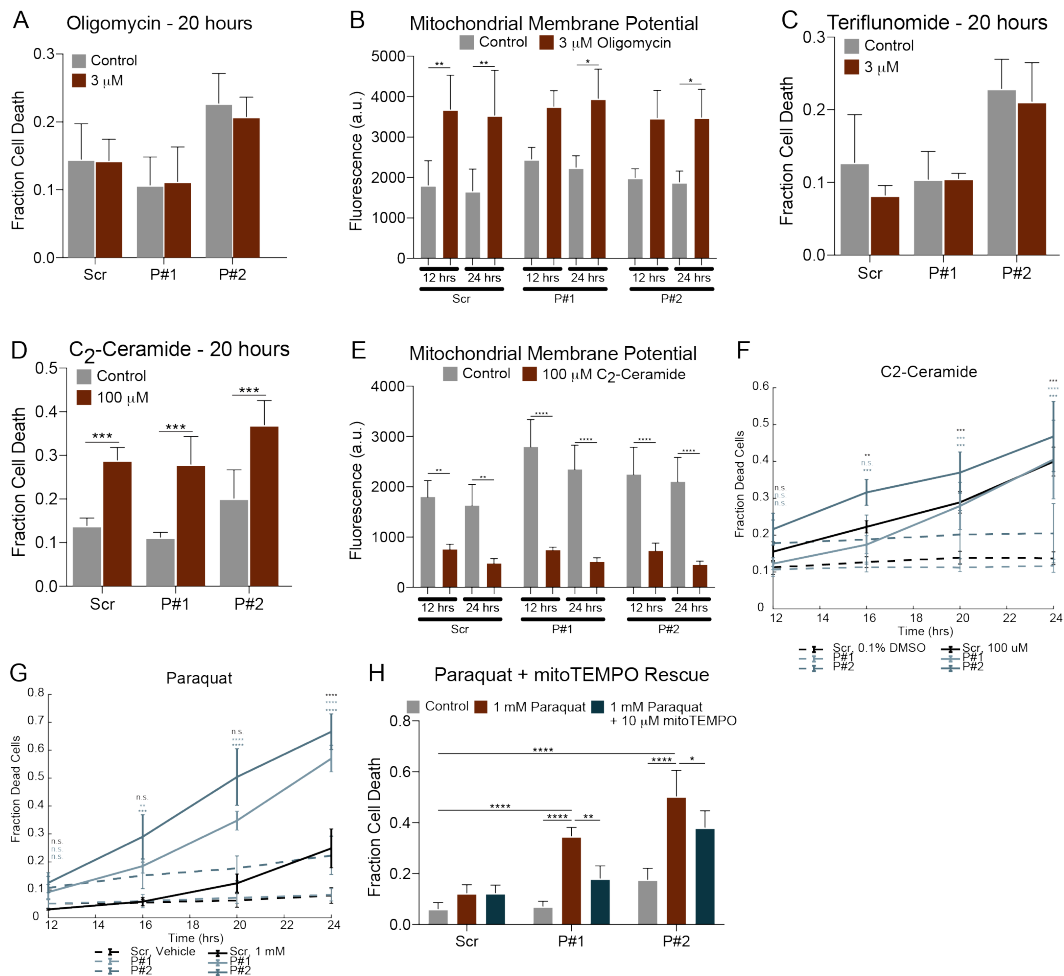 A
Oligomycin - 20 hours
Control
3 µM
Fraction Cell Death
0.3
0.2
0.1
0.0
Scr P#1 P#2
B
Mitochondrial Membrane Potential
Control 3 µM Oligomycin
Fluorescence (a.u.)
5000
4000
3000
2000
1000
0
** ** * *
12 hrs 24 hrs 12 hrs 24 hrs 12 hrs 24 hrs
Scr P#1 P#2
C
Teriflunomide - 20 hours
Control
3 µM
Fraction Cell Death
0.3
0.2
0.1
0.0
Scr P#1 P#2
D
C2-Ceramide - 20 hours
Control
100 µM
Fraction Cell Death
0.5
0.4
0.3
0.2
0.1
0.0
*** *** ***
Scr P#1 P#2
E
Mitochondrial Membrane Potential
Control 100 µM C2-Ceramide
Fluorescence (a.u.)
4000
3000
2000
1000
0
** ** **** **** **** ****
12 hrs 24 hrs 12 hrs 24 hrs 12 hrs 24 hrs
Scr P#1 P#2
F
C2-Ceramide
Fraction Dead Cells
0.6
0.5
0.4
0.3
0.2
0.1
0
n.s.
n.s.
n.s.
**
n.s.
***
***
***
***
***
****
***
12 14 16 18 20 22 24
Time (hrs)
Scr, 0.1% DMSO Scr, 100 uM
P#1 P#1
P#2 P#2
G
Paraquat
Fraction Dead Cells
0.8
0.7
0.6
0.5
0.4
0.3
0.2
0.1
0
n.s.
n.s.
n.s.
n.s.
**
***
n.s.
****
****
****
****
****
12 14 16 18 20 22 24
Time (hrs)
Scr, Vehicle Scr, 1 mM
P#1 P#1
P#2 P#2
H
Paraquat + mitoTEMPO Rescue
Control 1 mM Paraquat 1 mM Paraquat
+ 10 µM mitoTEMPO
Fraction Cell Death
0.8
0.6
0.4
0.2
0.0
****
**** *
****
**** **
Scr P#1 P#2